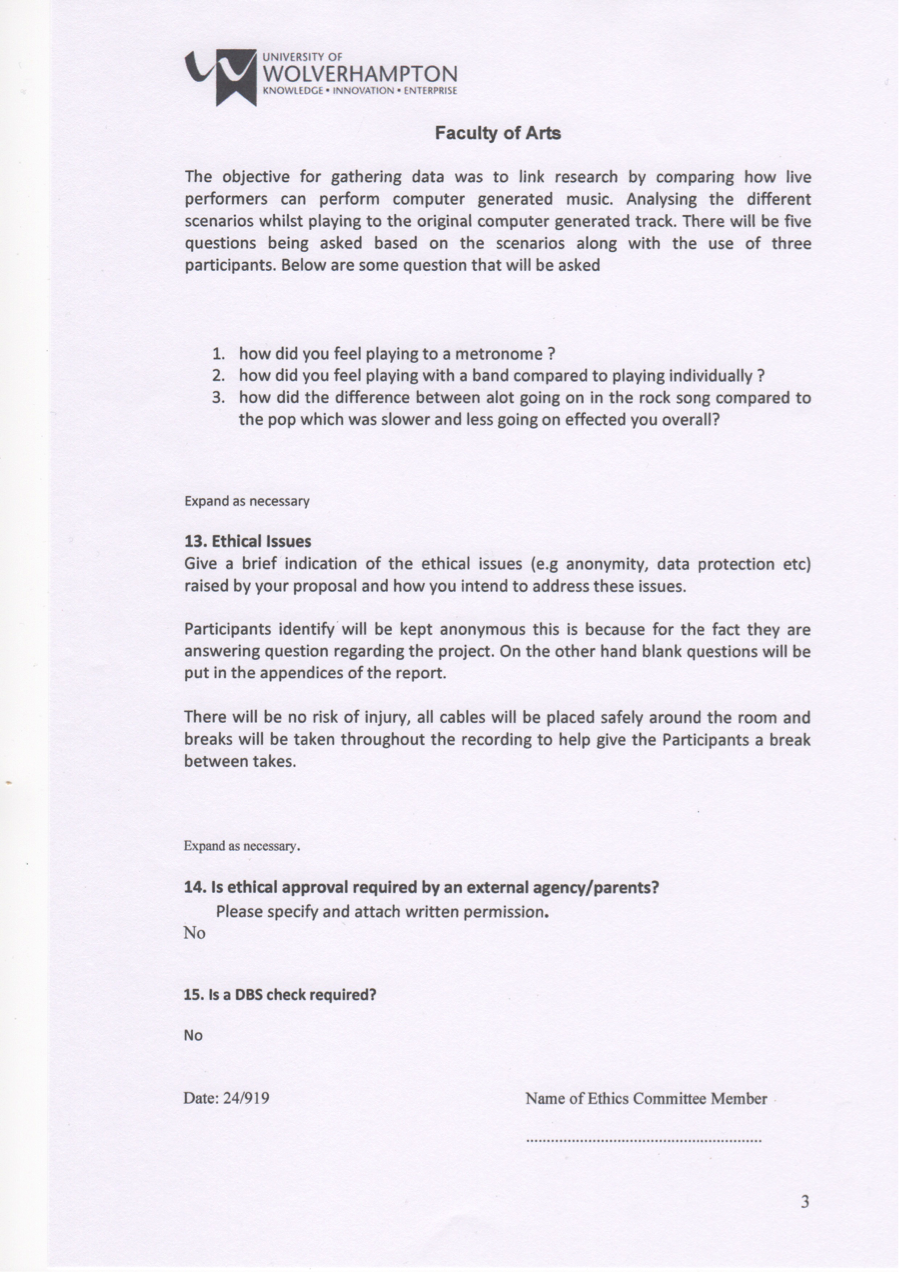 UNIVERSITY OF
WOLVERHAMPTON
KNOWLEDGE • INNOVATION • ENTERPRISE
Faculty of Arts
The objective for gathering data was to link research by comparing how live
performers can perform computer generated music. Analysing the different
scenarios whilst playing to the original computer generated track. There will be five
questions being asked based on the scenarios along with the use of three
participants. Below are some question that will be asked
1. how did you feel playing to a metronome ?
2. how did you feel playing with a band compared to playing individually ?
3. how did the difference between alot going on in the rock song compared to
the pop which was slower and less going on effected you overall?
Expand as necessary
13. Ethical Issues
Give a brief indication of the ethical issues (e.g anonymity, data protection etc)
raised by your proposal and how you intend to address these issues.
Participants identify will be kept anonymous this is because for the fact they are
answering question regarding the project. On the other hand blank questions will be
put in the appendices of the report.
There will be no risk of injury, all cables will be placed safely around the room and
breaks will be taken throughout the recording to help give the Participants a break
between takes.
Expand as necessary.
14. Is ethical approval required by an external agency/parents?
Please specify and attach written permission.
No
15. Is a DBS check required?
No
Date: 24/919 Name of Ethics Committee Member
................................................................
3